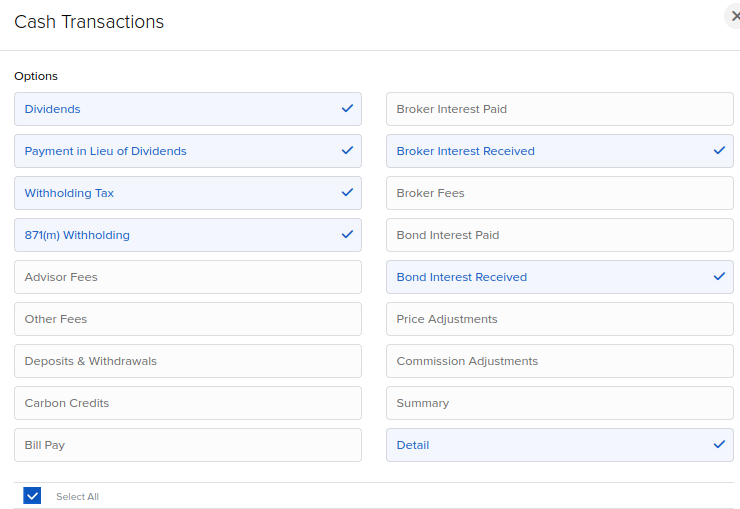 Cash Transactions
Options
Dividends
Broker Interest Paid
Payment in Lieu of Dividends
Broker Interest Received
Withholding Tax
Broker Fees
871(m) Withholding
Bond Interest Paid
Advisor Fees
Bond Interest Received
Other Fees
Price Adjustments
Deposits & Withdrawals
Commission Adjustments
Carbon Credits
Summary
Bill Pay
Detail
Select All